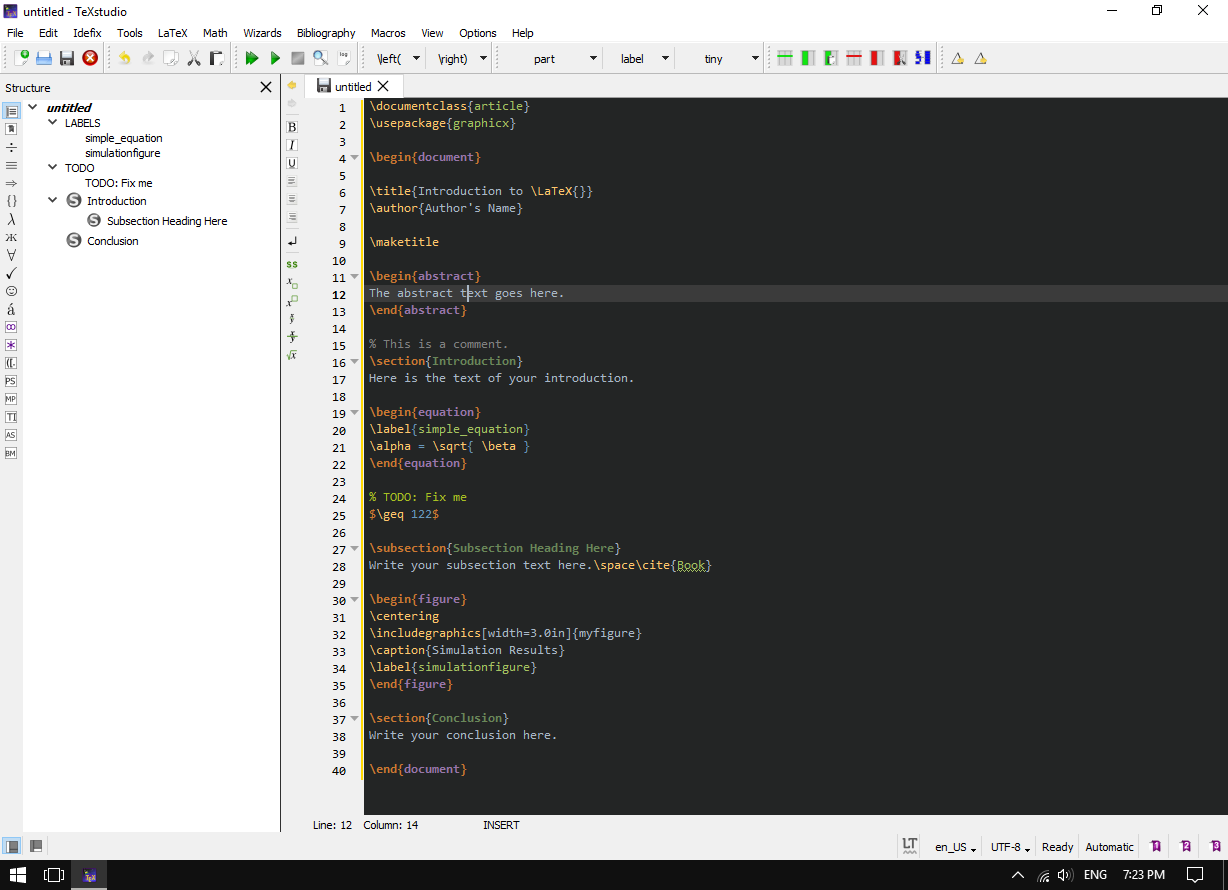 untitled - TeXstudio
File Edit Idefix Tools LaTeX Math Wizards Bibliography Macros View Options Help
\left( \right) part label tiny
Structure
untitled
untitled
LABELS
simple_equation
simulationfigure
TODO
TODO: Fix me
Introduction
Subsection Heading Here
Conclusion
1 \documentclass{article}
2 \usepackage{graphicx}
3
4 \begin{document}
5
6 \title{Introduction to \LaTeX{}}
7 \author{Author's Name}
8
9 \maketitle
10
11 \begin{abstract}
12 The abstract text goes here.
13 \end{abstract}
14
15 % This is a comment.
16 \section{Introduction}
17 Here is the text of your introduction.
18
19 \begin{equation}
20 \label{simple_equation}
21 \alpha = \sqrt{ \beta }
22 \end{equation}
23
24 % TODO: Fix me
25 $\geq 122$
26
27 \subsection{Subsection Heading Here}
28 Write your subsection text here.\space\cite{Book}
29
30 \begin{figure}
31 \centering
32 \includegraphics[width=3.0in]{myfigure}
33 \caption{Simulation Results}
34 \label{simulationfigure}
35 \end{figure}
36
37 \section{Conclusion}
38 Write your conclusion here.
39
40 \end{document}
Line: 12 Column: 14 INSERT
LT en_US UTF-8 Ready Automatic 1 2 3
ENG 7:23 PM